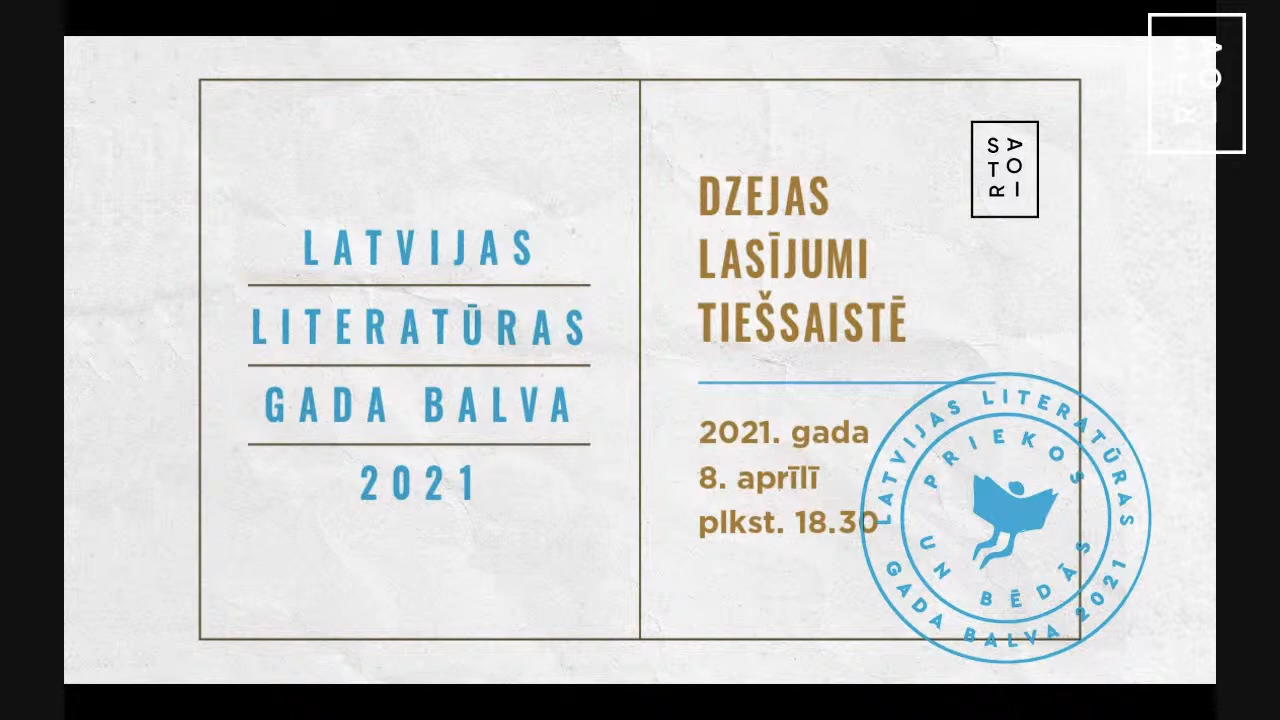 LATVIJAS
LITERATŪRAS
GADA BALVA
2021
SATORI
DZEJAS
LASĪJUMI
TIEŠSAISTĒ
2021. gada
8. aprīlī
plkst. 18.30
LATVIJAS LITERATŪRAS
GADA BALVA 2021
PRIEKOS
UN BĒDĀS